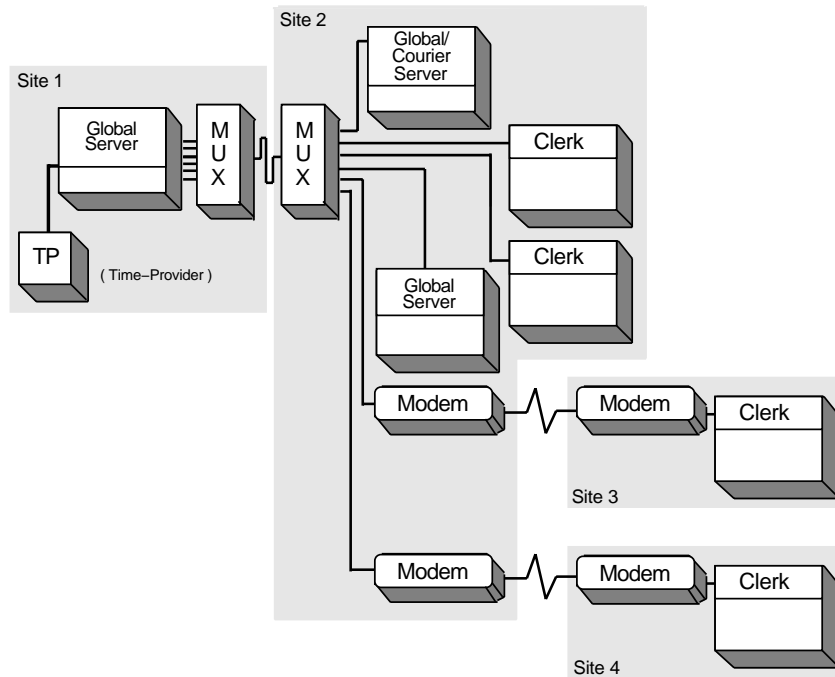 Site 2
Global/
Courier
Server
Site 1
Global
Server
M
U
X
M
U
X
Clerk
TP
( Time–Provider )
Clerk
Global
Server
Modem
Modem
Clerk
Site 3
Modem
Modem
Clerk
Site 4